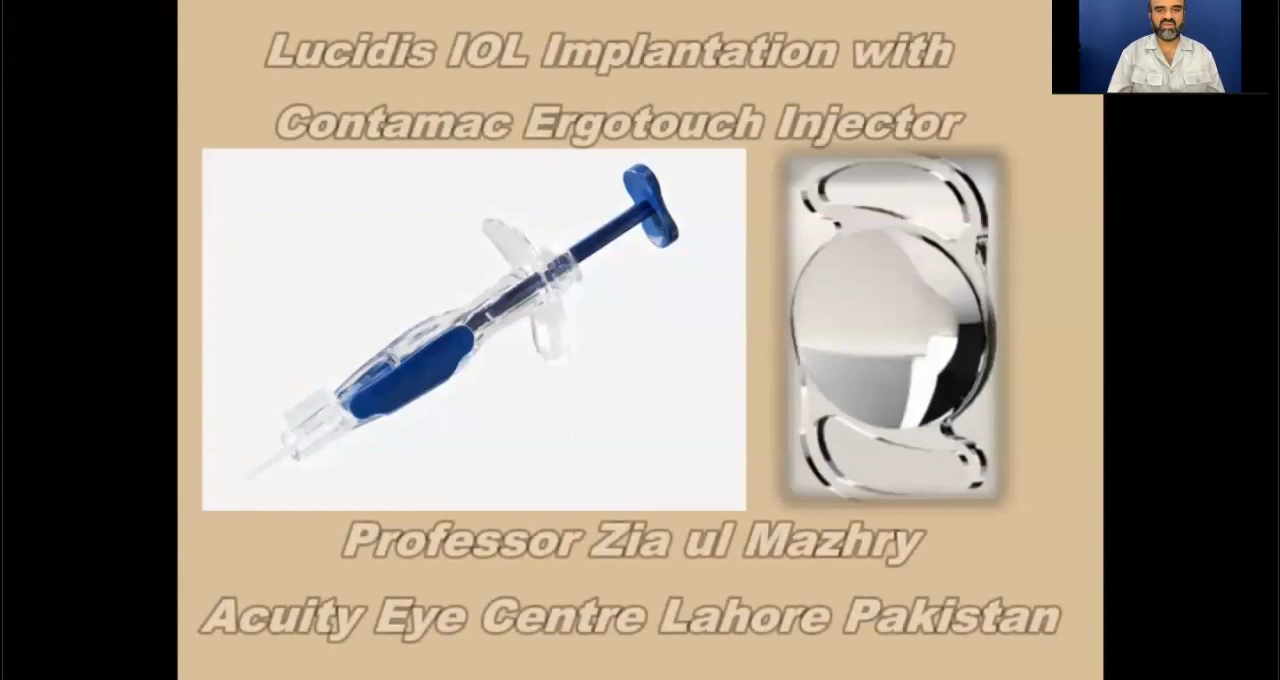 Lucidis IOL Implantation with
Contamac Ergotouch Injector
Professor Zia ul Mazhry
Acuity Eye Centre Lahore Pakistan